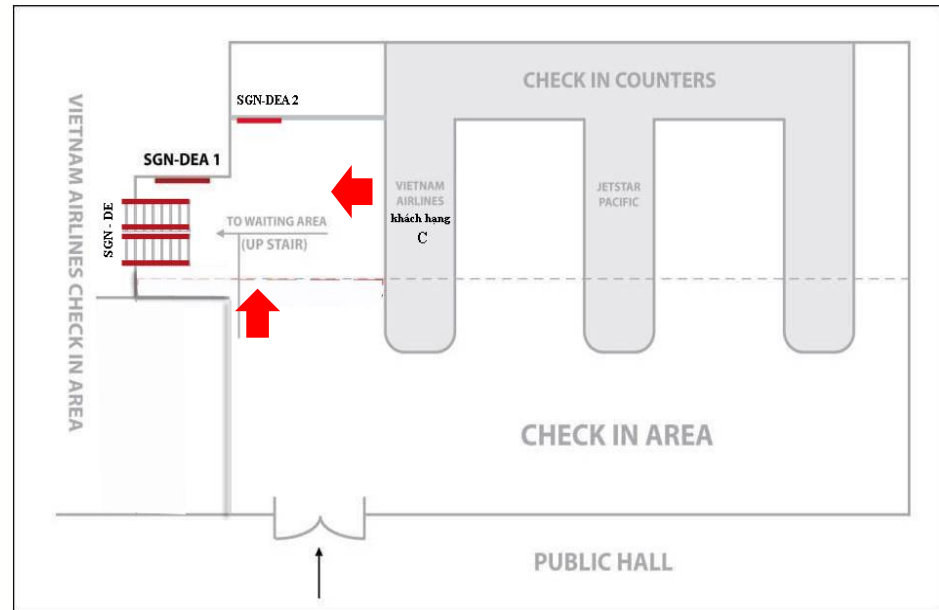 CHECK IN COUNTERS
SGN-DEA 2
SGN-DEA 1
VIETNAM AIRLINES CHECK IN AREA
SGN - DE
VIETNAM
AIRLINES
khách hạng
C
JETSTAR
PACIFIC
TO WAITING AREA
(UP STAIR)
CHECK IN AREA
PUBLIC HALL